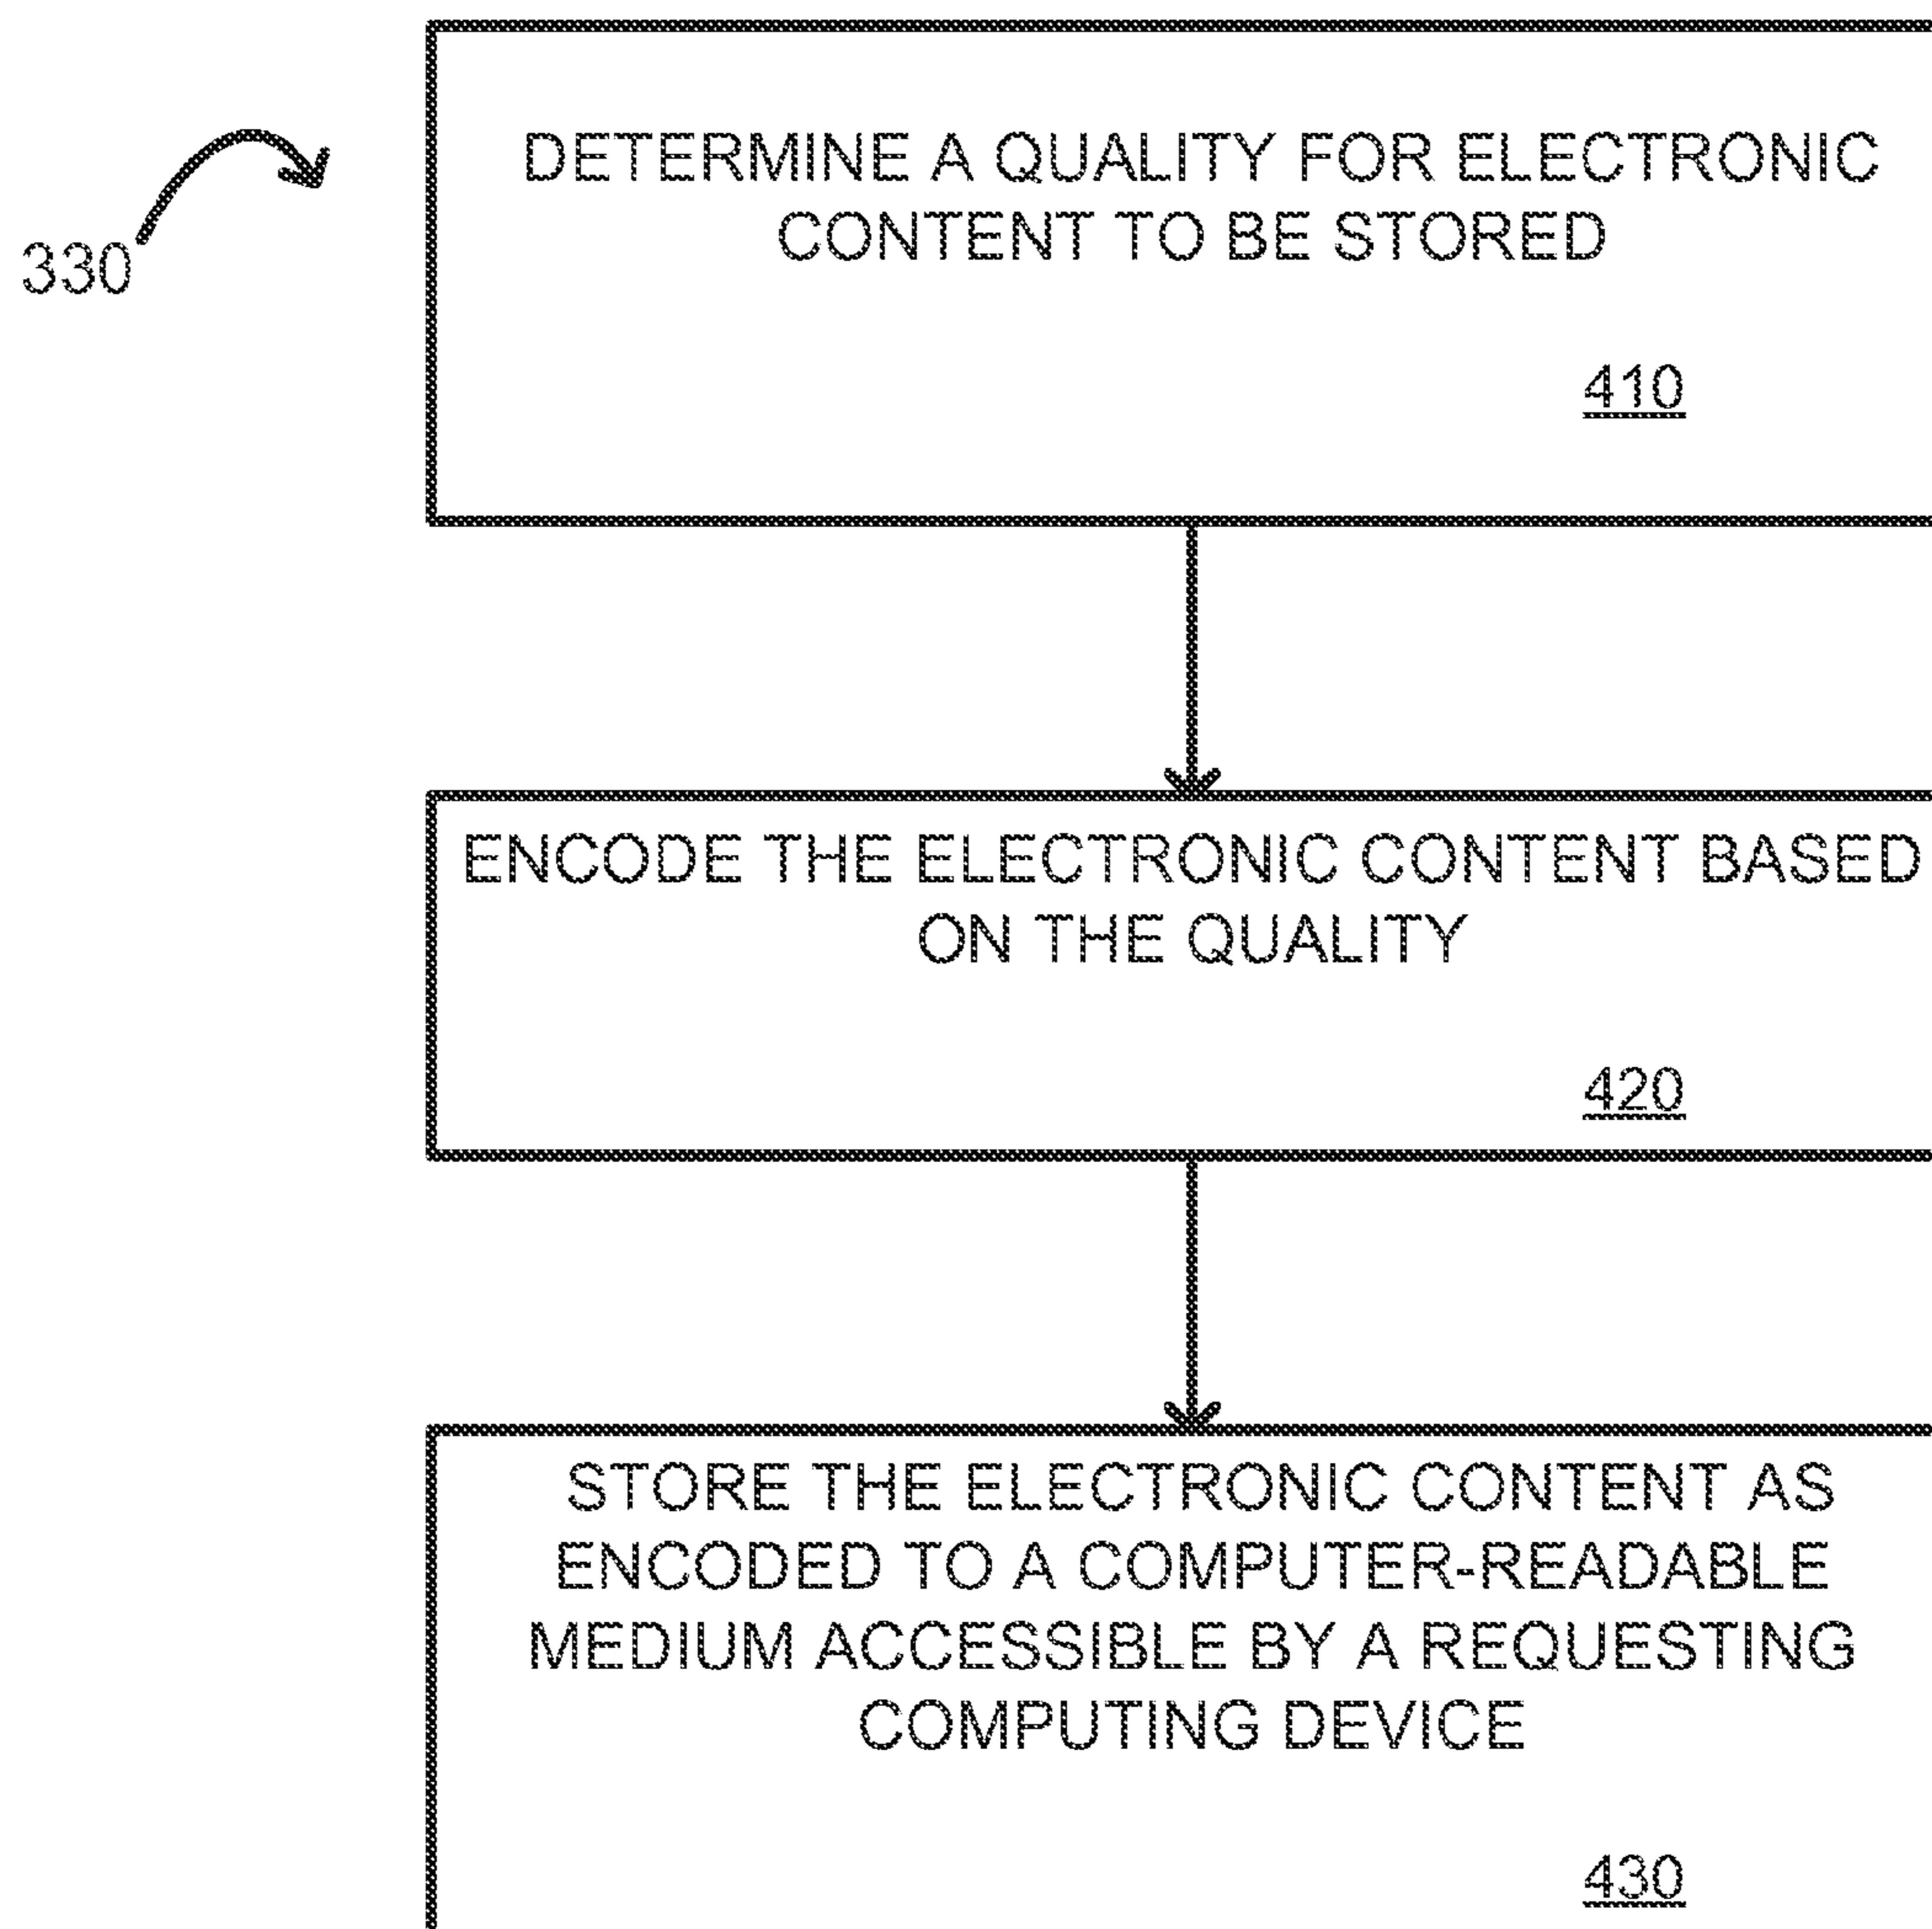 330
DETERMINE A QUALITY FOR ELECTRONIC
CONTENT TO BE STORED
410
ENCODE THE ELECTRONIC CONTENT BASED
ON THE QUALITY
420
STORE THE ELECTRONIC CONTENT AS
ENCODED TO A COMPUTER-READABLE
MEDIUM ACCESSIBLE BY A REQUESTING
COMPUTING DEVICE
430